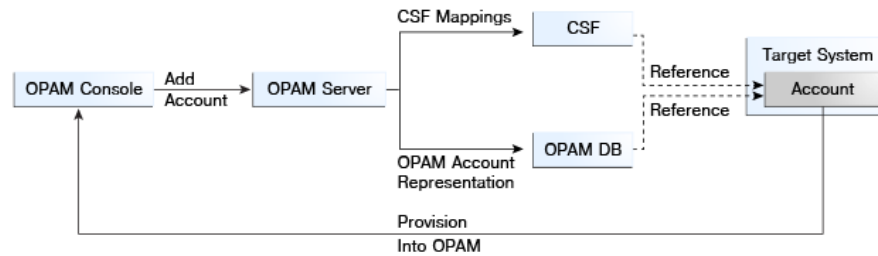 CSF Mappings
CSF
Target System
OPAM Console
Add
Account
OPAM Server
Reference
Reference
Account
OPAM Account
Representation
OPAM DB
Provision
Into OPAM